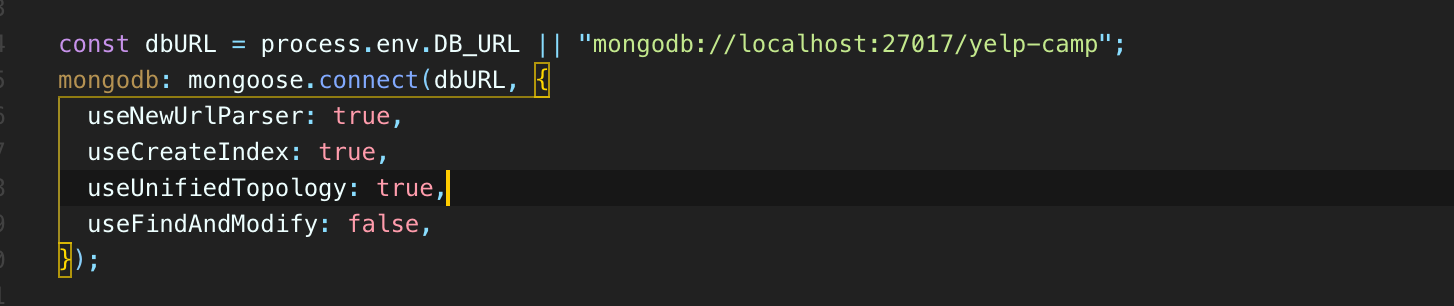 const dbURL = process.env.DB_URL || "mongodb://localhost:27017/yelp-camp";
mongodb: mongoose.connect(dbURL, {
useNewUrlParser: true,
useCreateIndex: true,
useUnifiedTopology: true,
useFindAndModify: false,
});